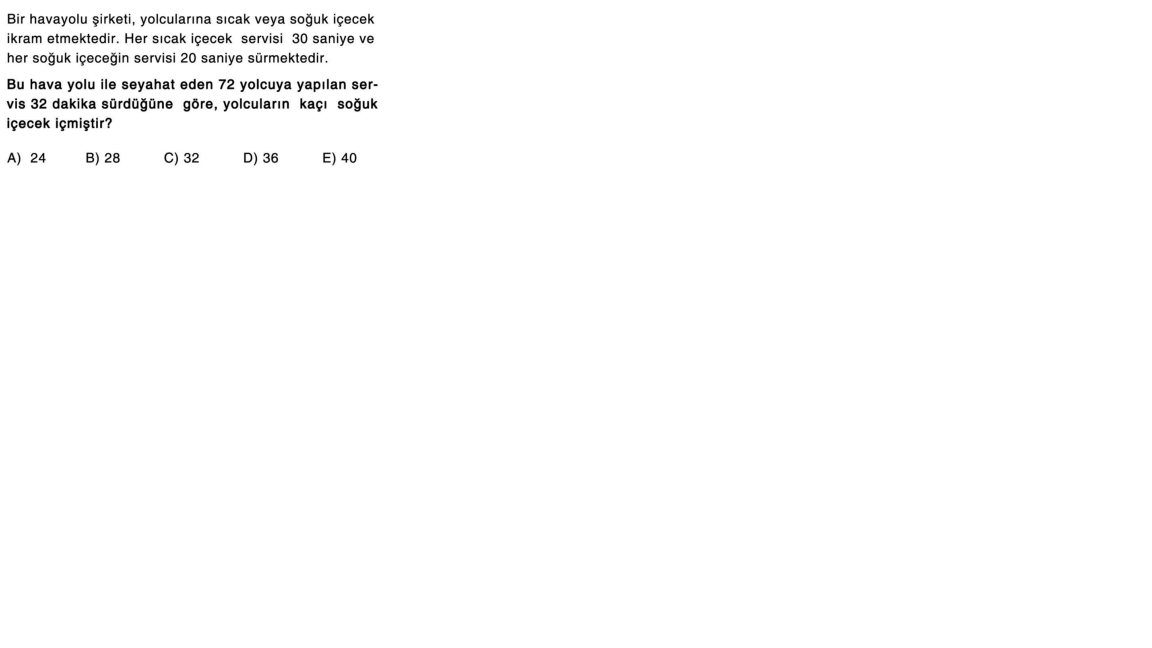 Bir havayolu şirketi, yolcularına sıcak veya soğuk içecek
ikram etmektedir. Her sıcak içecek servisi 30 saniye ve
her soğuk içeceğin servisi 20 saniye sürmektedir.
Bu hava yolu ile seyahat eden 72 yolcuya yapılan ser-
vis 32 dakika sürdüğüne göre, yolcuların kaçı soğuk
içecek içmiştir?
A) 24 B) 28 C) 32 D) 36 E) 40